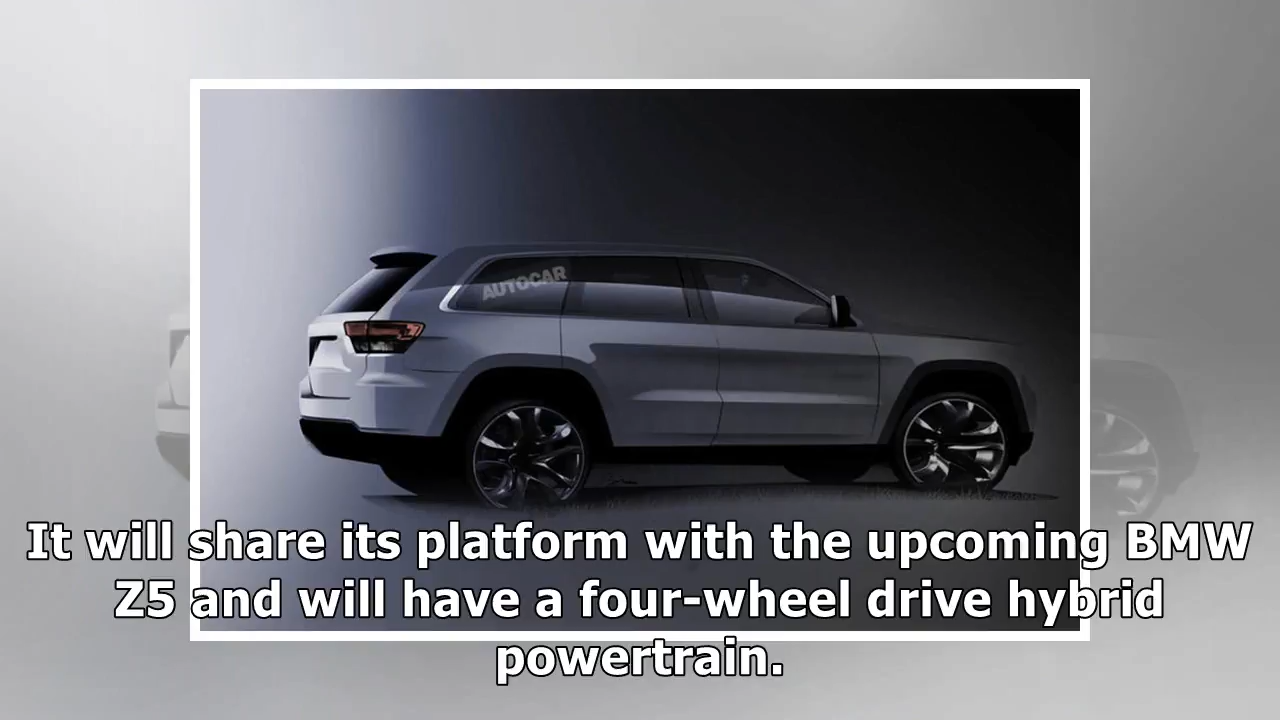 AUTOCAR
It will share its platform with the upcoming BMW
Z5 and will have a four-wheel drive hybrid
powertrain.